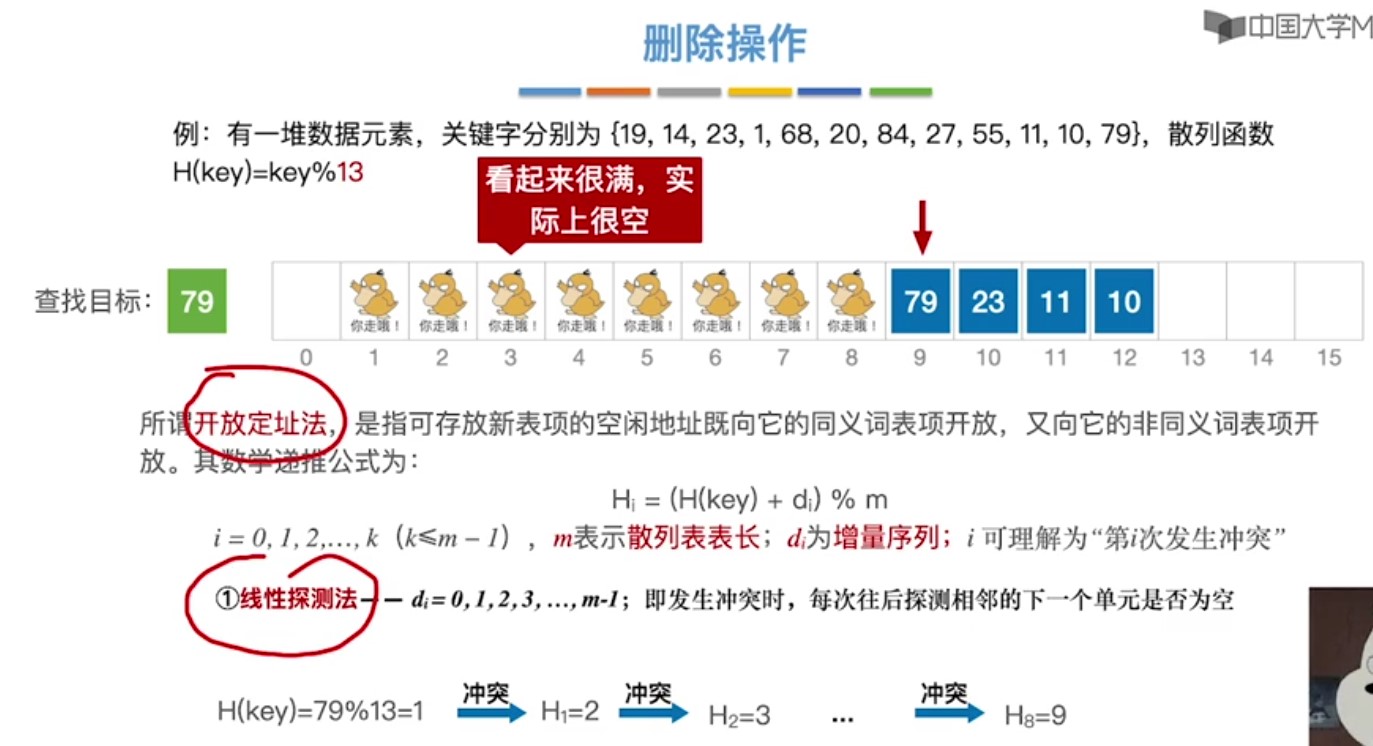 中国大学M
删除操作
例：有一堆数据元素，关键字分别为 {19, 14, 23, 1, 68, 20, 84, 27, 55, 11, 10, 79}，散列函数
H(key)=key%13
看起来很满，实
际上很空
查找目标：
79
你走哦！ 你走哦！ 你走哦！ 你走哦！ 你走哦！ 你走哦！ 你走哦！ 你走哦！ 79 23 11 10
0 1 2 3 4 5 6 7 8 9 10 11 12 13 14 15
所谓开放定址法，是指可存放新表项的空闲地址既向它的同义词表项开放，又向它的非同义词表项开
放。其数学递推公式为：
Hᵢ = (H(key) + dᵢ) % m
i = 0, 1, 2,…, k（k≤m − 1），m表示散列表表长；dᵢ为增量序列；i 可理解为“第i次发生冲突”
①线性探测法—— dᵢ = 0, 1, 2, 3, …, m-1；即发生冲突时，每次往后探测相邻的下一个单元是否为空
H(key)=79%13=1 冲突 H₁=2 冲突 H₂=3 ... 冲突 H₈=9